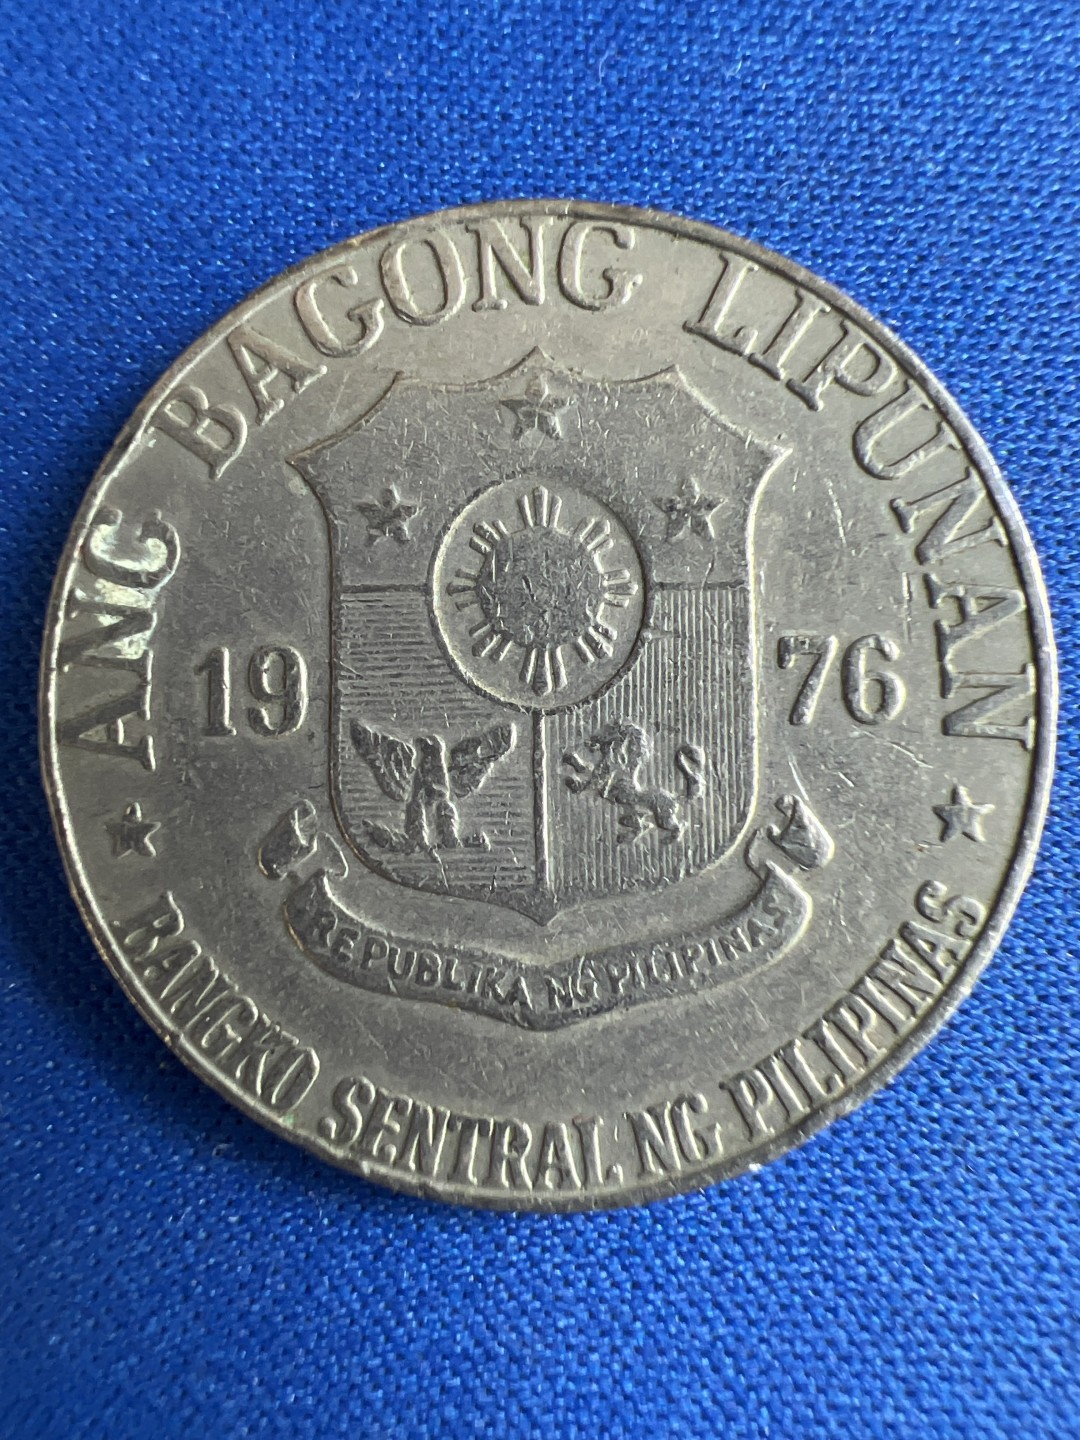 ANG BAGONG LIPUNAN
19 76
REPUBLIKA NG PILIPINAS
BANGKO SENTRAL NG PILIPINAS